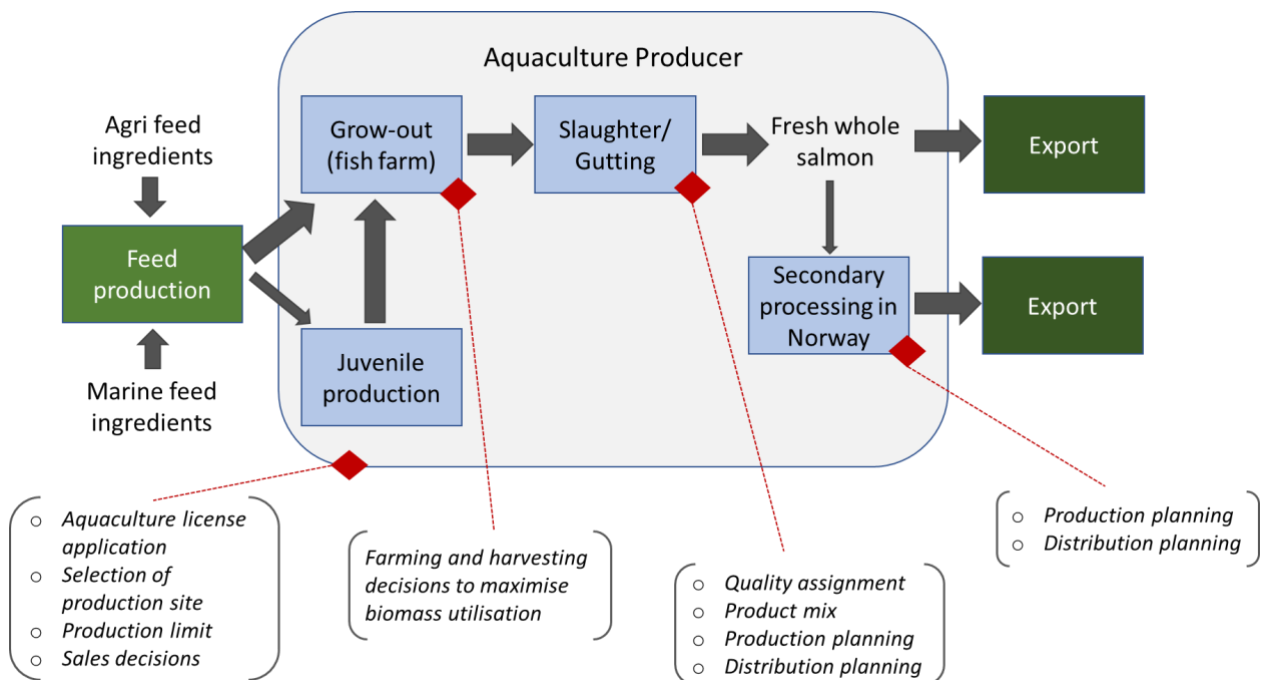 Aquaculture Producer
Agri feed
ingredients
Feed
production
Marine feed
ingredients
Grow-out
(fish farm)
Juvenile
production
Slaughter/
Gutting
Fresh whole
salmon
Export
Secondary
processing in
Norway
Export
o Aquaculture license
application
o Selection of
production site
o Production limit
o Sales decisions
Farming and harvesting
decisions to maximise
biomass utilisation
o Quality assignment
o Product mix
o Production planning
o Distribution planning
o Production planning
o Distribution planning